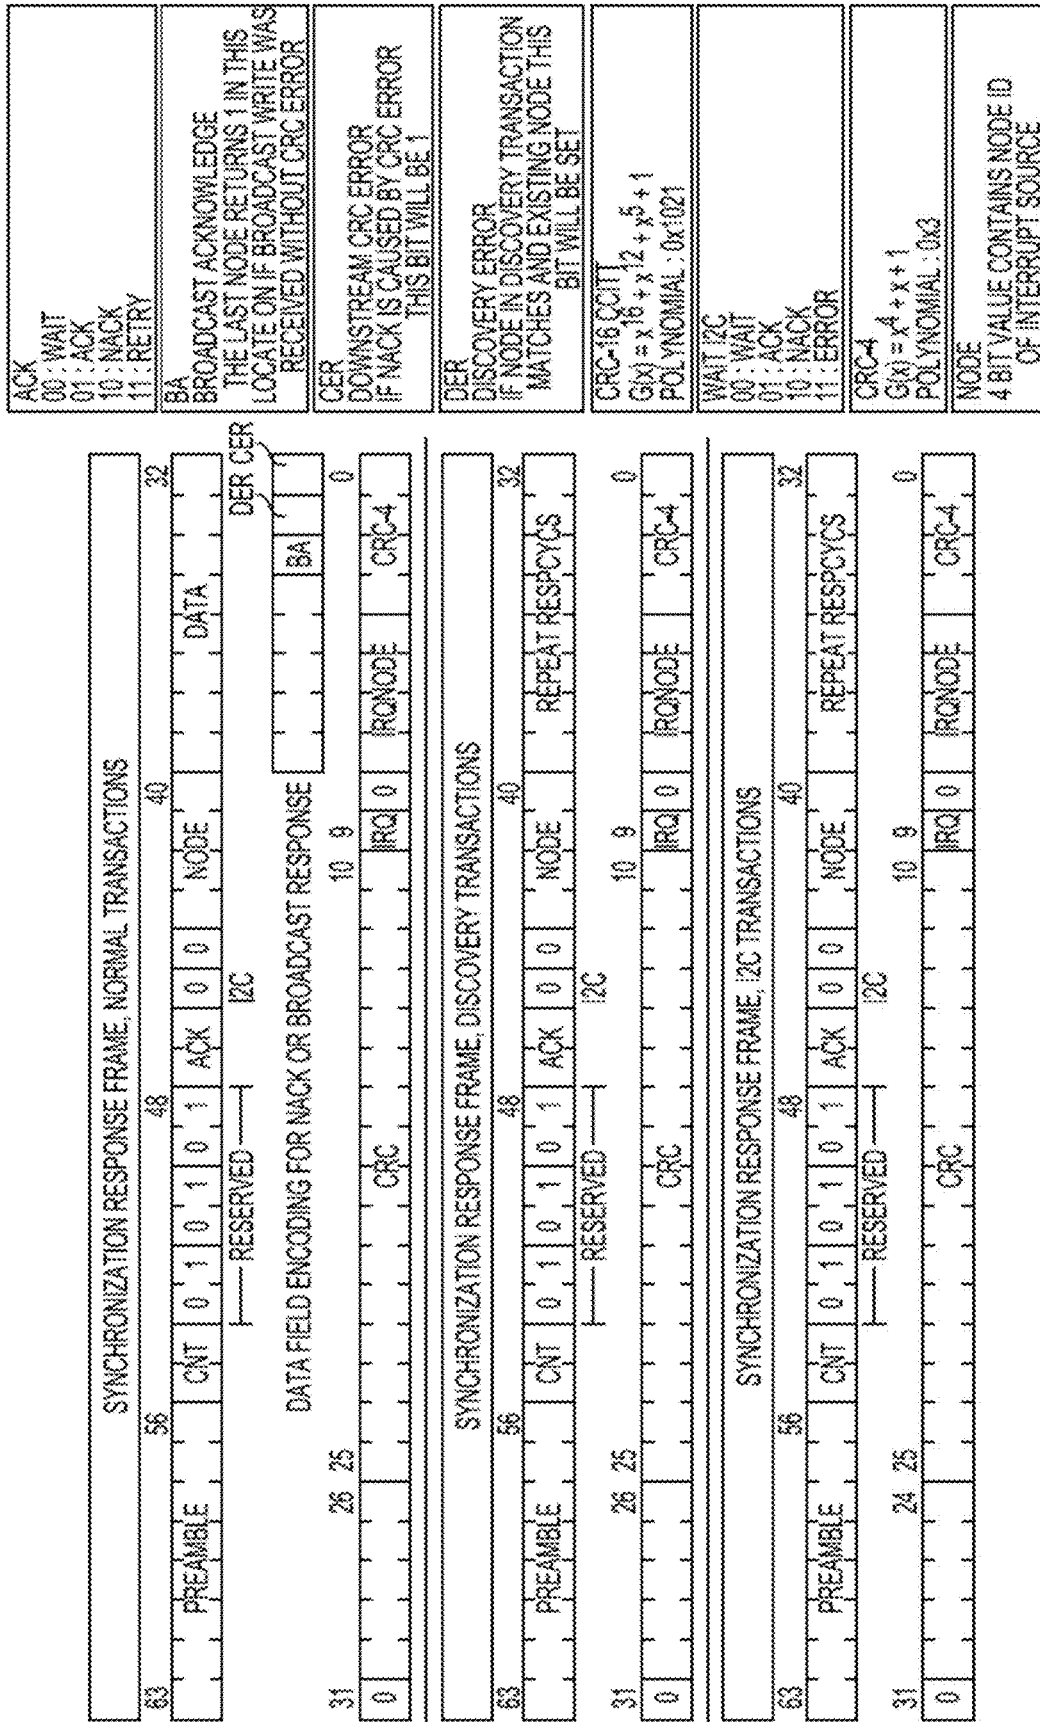 SYNCHRONIZATION RESPONSE FRAME, NORMAL TRANSACTIONS
63 56 48 40 32
PREAMBLE CNT 0 1 0 1 0 1 ACK 0 0 NODE DATA
RESERVED I2C
DER CER
DATA FIELD ENCODING FOR NACK OR BROADCAST RESPONSE BA
31 26 25 10 9 0
0 CRC IRQ 0 IRQNODE CRC-4
SYNCHRONIZATION RESPONSE FRAME, DISCOVERY TRANSACTIONS
63 56 48 40 32
PREAMBLE CNT 0 1 0 1 0 1 ACK 0 0 NODE REPEAT RESPCYCS
RESERVED I2C
31 26 25 10 9 0
0 CRC IRQ 0 IRQNODE CRC-4
SYNCHRONIZATION RESPONSE FRAME, I2C TRANSACTIONS
63 56 48 40 32
PREAMBLE CNT 0 1 0 1 0 1 ACK 0 0 NODE REPEAT RESPCYCS
RESERVED I2C
31 24 25 10 9 0
0 CRC IRQ 0 IRQNODE CRC-4
ACK
00 : WAIT
01 : ACK
10 : NACK
11 : RETRY
BA
BROADCAST ACKNOWLEDGE
THE LAST NODE RETURNS 1 IN THIS
LOCATE ON IF BROADCAST WRITE WAS
RECEIVED WITHOUT CRC ERROR
CER
DOWNSTREAM CRC ERROR
IF NACK IS CAUSED BY CRC ERROR
THIS BIT WILL BE 1
DER
DISCOVERY ERROR
IF NODE IN DISCOVERY TRANSACTION
MATCHES AND EXISTING NODE THIS
BIT WILL BE SET
CRC-16 CCITT
G(x) = x^16 + x^12 + x^5 + 1
POLYNOMIAL : 0x1021
WAIT I2C
00 : WAIT
01 : ACK
10 : NACK
11 : ERROR
CRC-4
G(x) = x^4 + x + 1
POLYNOMIAL : 0x3
NODE
4 BIT VALUE CONTAINS NODE ID
OF INTERRUPT SOURCE